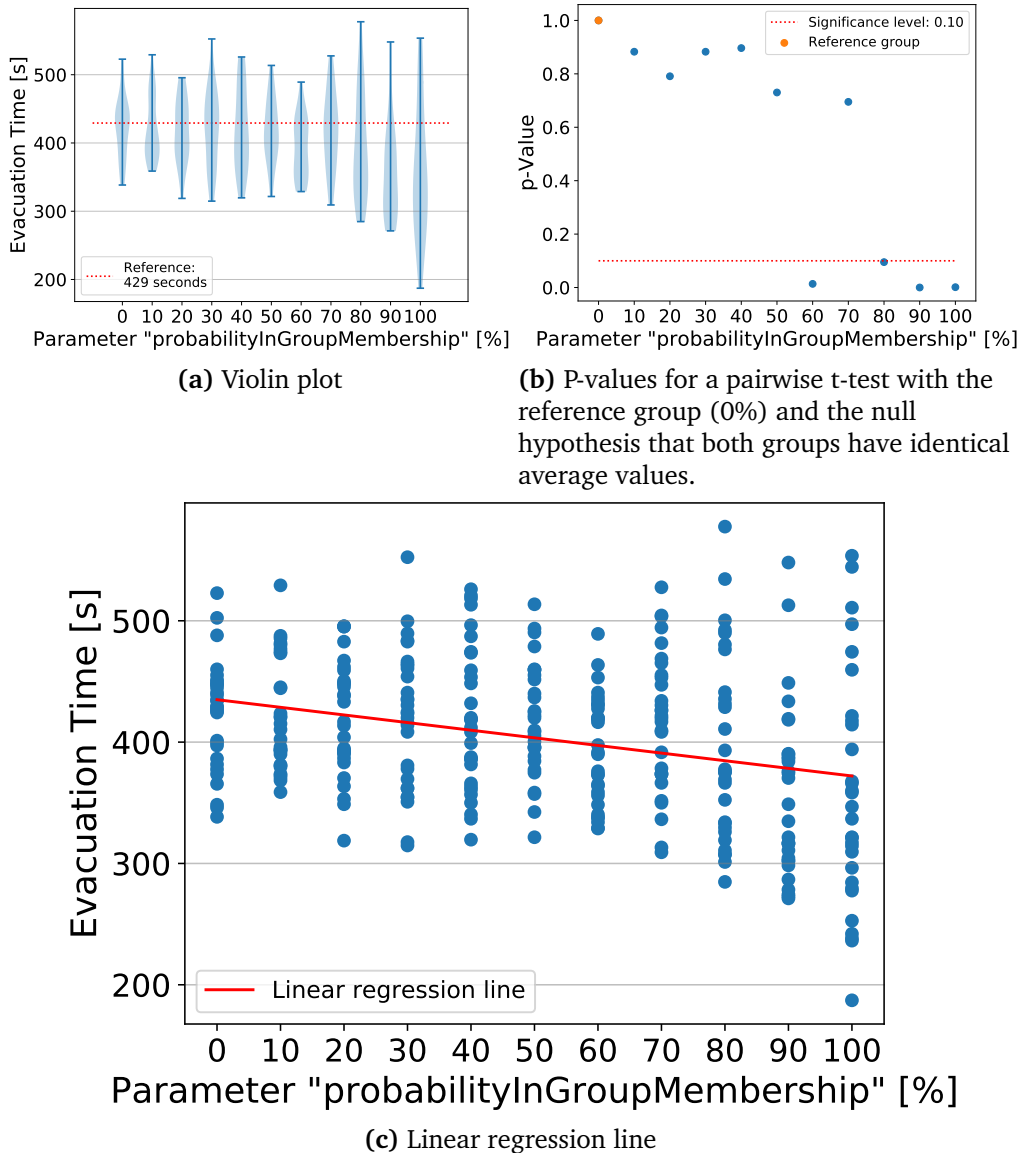 500
400
300
200
Evacuation Time [s]
Reference:
429 seconds
0 10 20 30 40 50 60 70 80 90 100
Parameter "probabilityInGroupMembership" [%]
(a) Violin plot
1.0
0.8
0.6
0.4
0.2
0.0
p-Value
Significance level: 0.10
Reference group
0 10 20 30 40 50 60 70 80 90 100
Parameter "probabilityInGroupMembership" [%]
(b) P-values for a pairwise t-test with the
reference group (0%) and the null
hypothesis that both groups have identical
average values.
500
400
300
200
Evacuation Time [s]
Linear regression line
0 10 20 30 40 50 60 70 80 90 100
Parameter "probabilityInGroupMembership" [%]
(c) Linear regression line